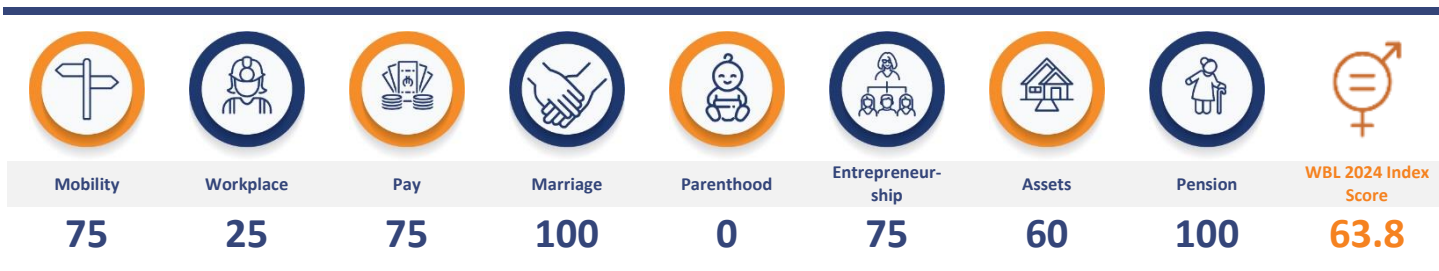 Mobility
Workplace
Pay
Marriage
Parenthood
Entrepreneur-
ship
Assets
Pension
WBL 2024 Index
Score
75
25
75
100
0
75
60
100
63.8